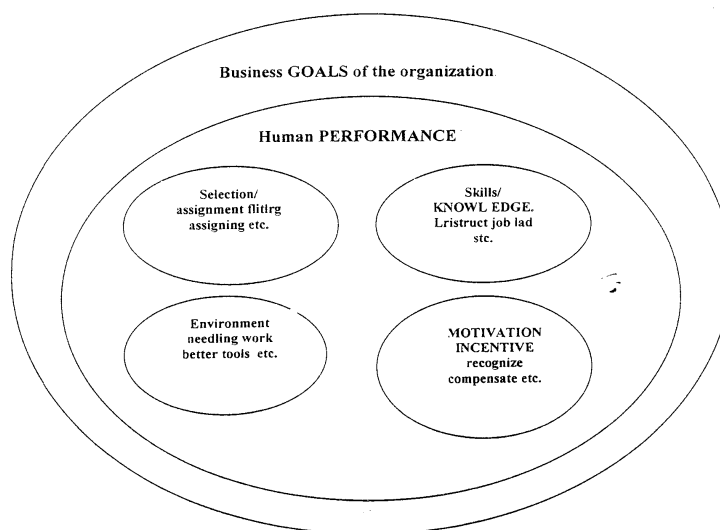 Business GOALS of the organization
Human PERFORMANCE
Selection/
assignment flitlrg
assigning etc.
Skills/
KNOWL EDGE.
Lristruct job lad
stc.
Environment
needling work
better tools etc.
MOTIVATION
INCENTIVE
recognize
compensate etc.